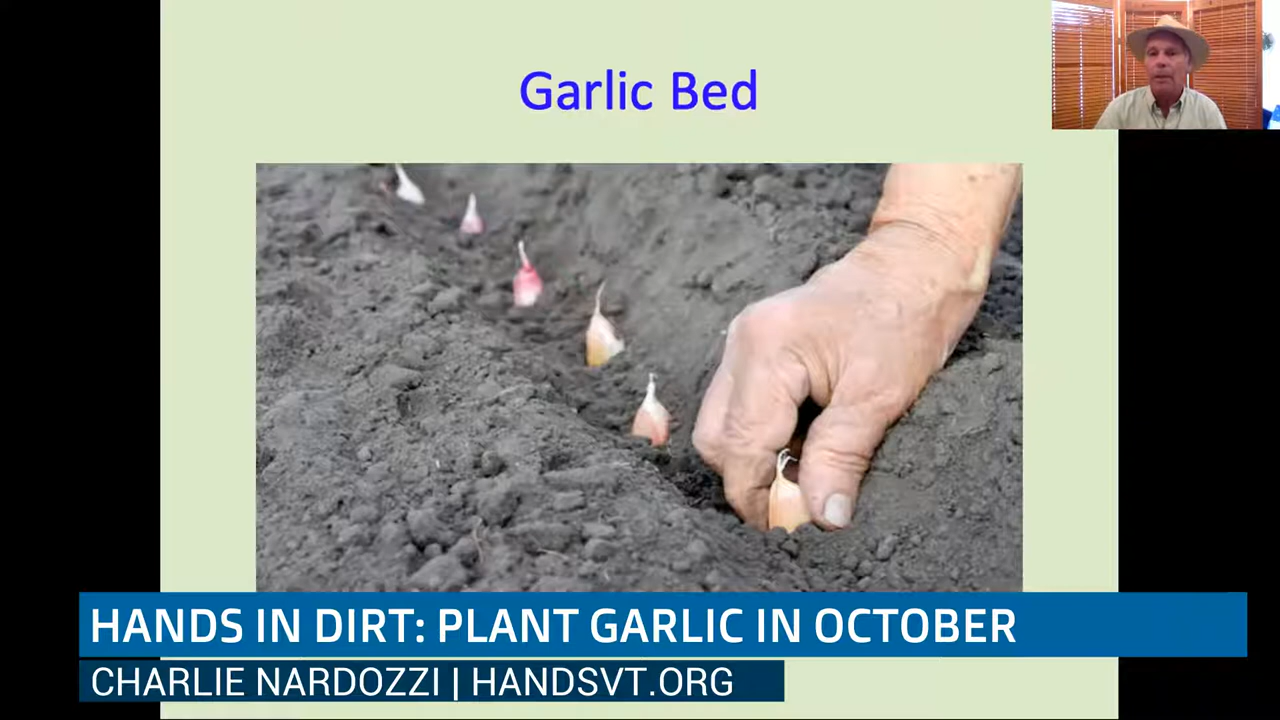 Garlic Bed
HANDS IN DIRT: PLANT GARLIC IN OCTOBER
CHARLIE NARDOZZI | HANDSVT.ORG